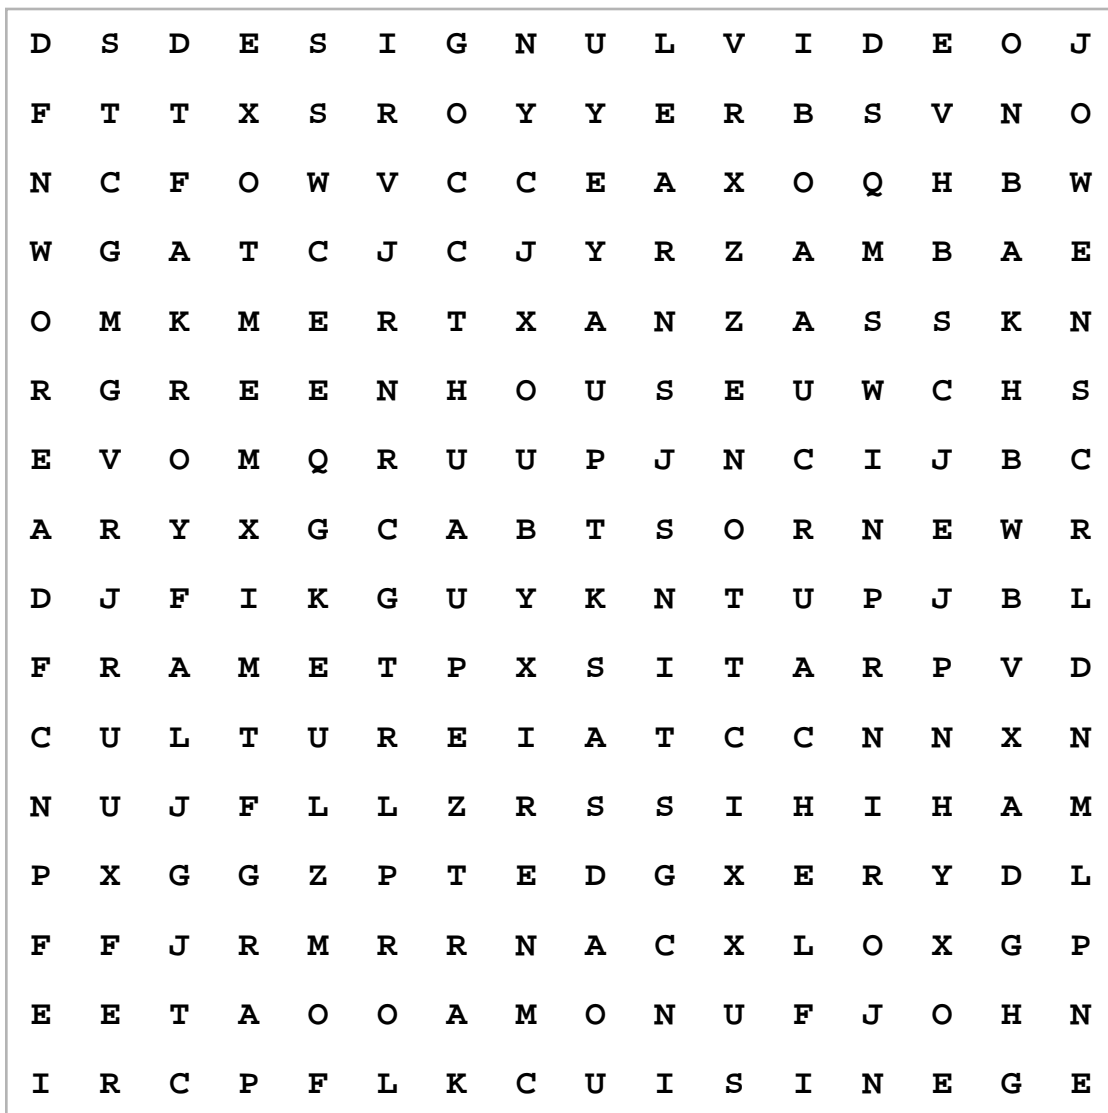 D S D E S I G N U L V I D E O J
F T T X S R O Y Y E R B S V N O
N C F O W V C C E A X O Q H B W
W G A T C J C J Y R Z A M B A E
O M K M E R T X A N Z A S S K N
R G R E E N H O U S E U W C H S
E V O M Q R U U P J N C I J B C
A R Y X G C A B T S O R N E W R
D J F I K G U Y K N T U P J B L
F R A M E T P X S I T A R P V D
C U L T U R E I A T C C N N X N
N U J F L L Z R S S I H I H A M
P X G G Z P T E D G X E R Y D L
F F J R M R R N A C X L O X G P
E E T A O O A M O N U F J O H N
I R C P F L K C U I S I N E G E